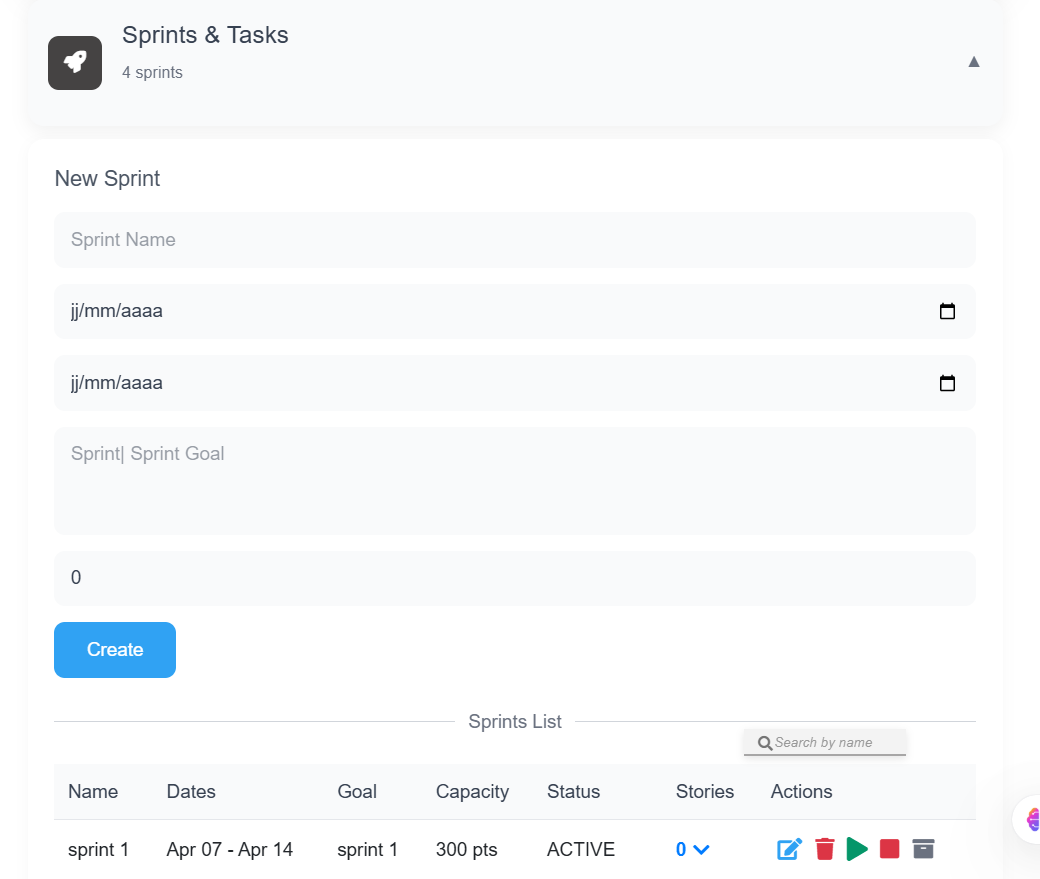 Sprints & Tasks
4 sprints
▲
New Sprint
Sprint Name
jj/mm/aaaa
jj/mm/aaaa
Sprint| Sprint Goal
0
Create
Sprints List
Search by name
Name Dates Goal Capacity Status Stories Actions
sprint 1 Apr 07 - Apr 14 sprint 1 300 pts ACTIVE 0